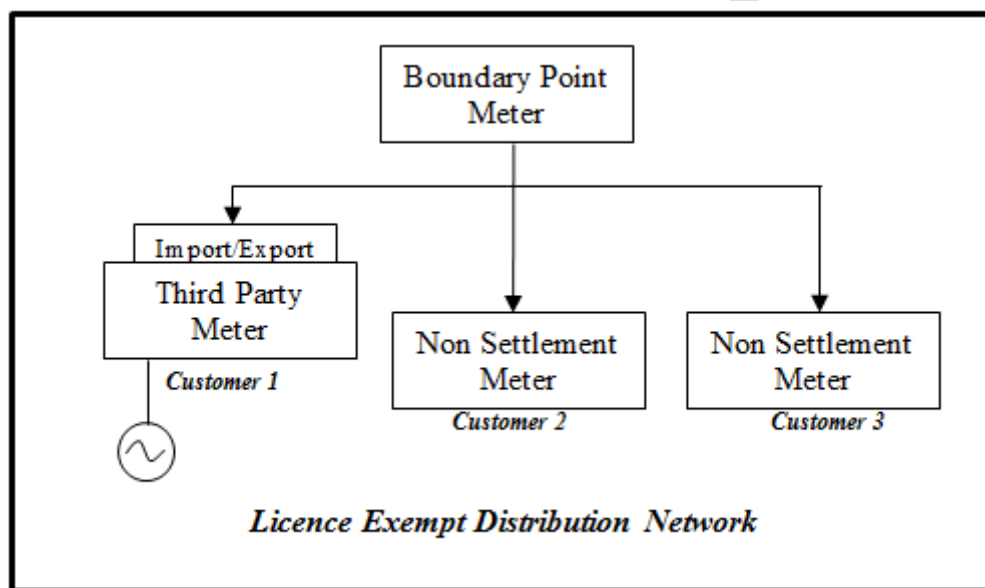 Boundary Point
Meter
Import/Export
Third Party
Meter
Customer 1
Non Settlement
Meter
Customer 2
Non Settlement
Meter
Customer 3
Licence Exempt Distribution Network